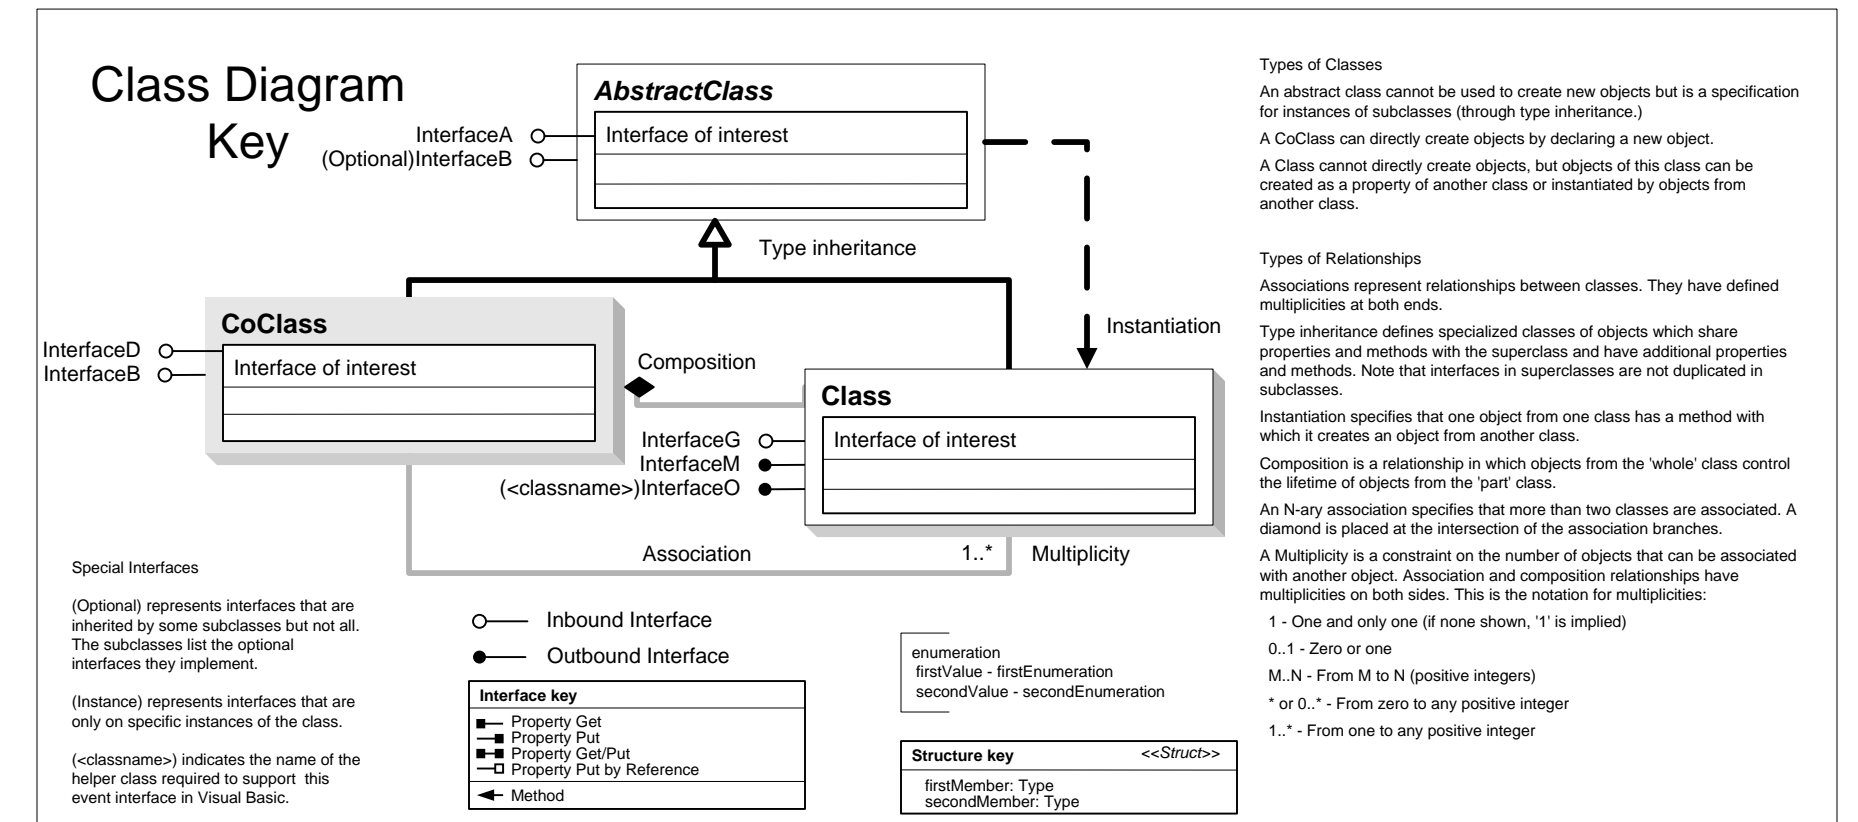 Class Diagram
Key
AbstractClass
InterfaceA
Interface of interest
(Optional)InterfaceB
Type inheritance
CoClass
InterfaceD
InterfaceB
Interface of interest
Composition
Instantiation
Class
InterfaceG
Interface of interest
InterfaceM
(<classname>)InterfaceO
Association
1..*
Multiplicity
Special Interfaces
(Optional) represents interfaces that are
inherited by some subclasses but not all.
The subclasses list the optional
interfaces they implement.
(Instance) represents interfaces that are
only on specific instances of the class.
(<classname>) indicates the name of the
helper class required to support this
event interface in Visual Basic.
Inbound Interface
Outbound Interface
Interface key
Property Get
Property Put
Property Get/Put
Property Put by Reference
Method
enumeration
firstValue - firstEnumeration
secondValue - secondEnumeration
Structure key
<<Struct>>
firstMember: Type
secondMember: Type
Types of Classes
An abstract class cannot be used to create new objects but is a specification
for instances of subclasses (through type inheritance.)
A CoClass can directly create objects by declaring a new object.
A Class cannot directly create objects, but objects of this class can be
created as a property of another class or instantiated by objects from
another class.
Types of Relationships
Associations represent relationships between classes. They have defined
multiplicities at both ends.
Type inheritance defines specialized classes of objects which share
properties and methods with the superclass and have additional properties
and methods. Note that interfaces in superclasses are not duplicated in
subclasses.
Instantiation specifies that one object from one class has a method with
which it creates an object from another class.
Composition is a relationship in which objects from the 'whole' class control
the lifetime of objects from the 'part' class.
An N-ary association specifies that more than two classes are associated. A
diamond is placed at the intersection of the association branches.
A Multiplicity is a constraint on the number of objects that can be associated
with another object. Association and composition relationships have
multiplicities on both sides. This is the notation for multiplicities:
1 - One and only one (if none shown, '1' is implied)
0..1 - Zero or one
M..N - From M to N (positive integers)
* or 0..* - From zero to any positive integer
1..* - From one to any positive integer